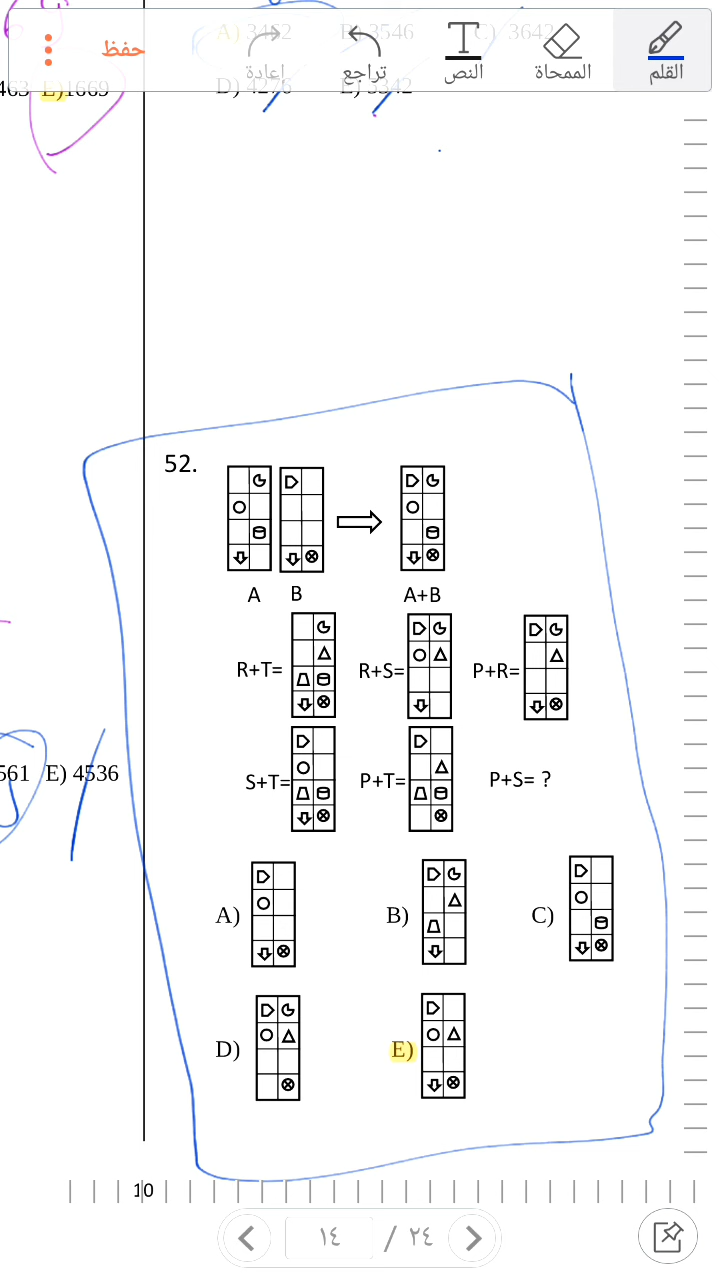 حفظ
إعادة
تراجع
النص
الممحاة
القلم
A) 3452 B) 3546 C) 3642
D) 4276 E) 5342
463 E)1669
52.
A B A+B
R+T= R+S= P+R=
S+T= P+T= P+S= ?
561 E) 4536
A) B) C)
D) E)
10
١٤ / ٢٤